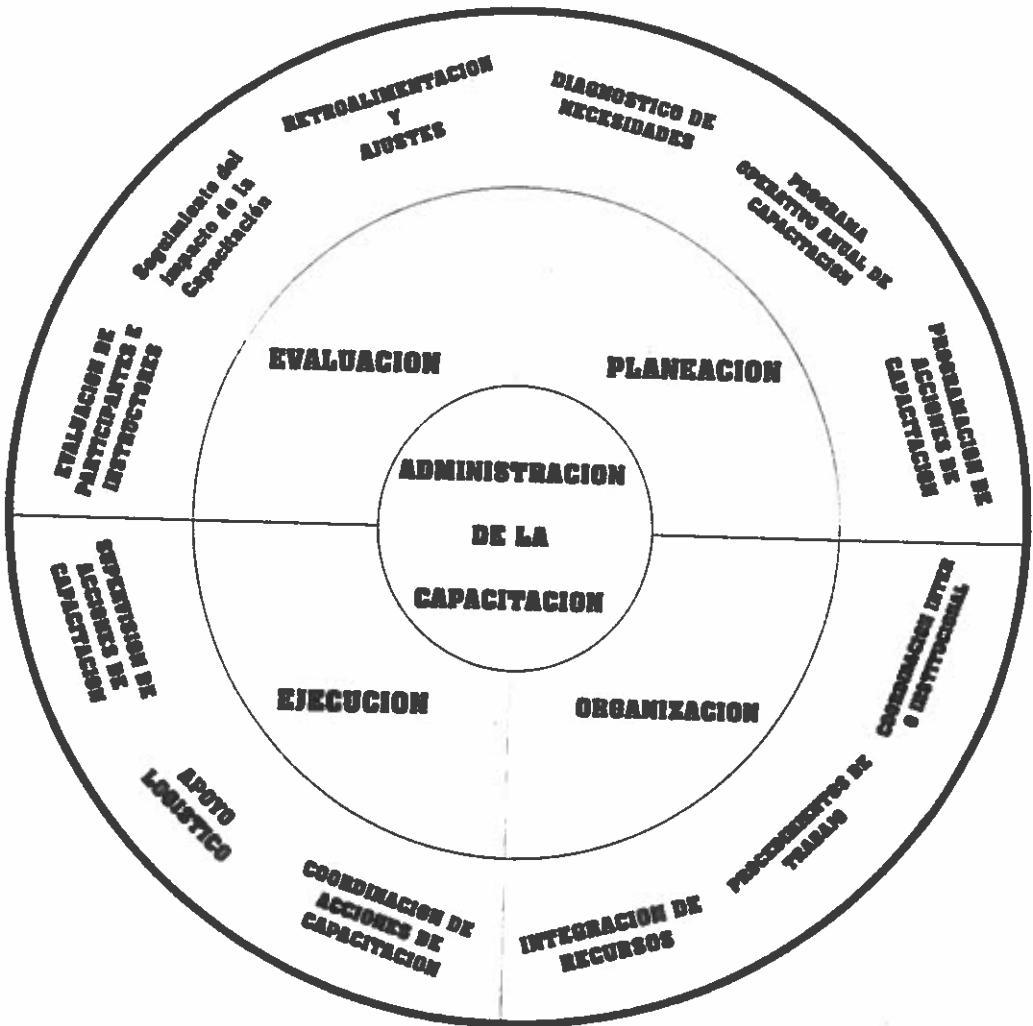 ADMINISTRACION
DE LA
CAPACITACION
PLANEACION
DIAGNOSTICO DE
NECESIDADES
PROGRAMA
OPERATIVO ANUAL DE
CAPACITACION
PROGRAMACION DE
ACCIONES DE
CAPACITACION
ORGANIZACION
COORDINACION INTER
O INSTITUCIONAL
PROCEDIMIENTOS DE
TRABAJO
INTEGRACION DE
RECURSOS
EJECUCION
COORDINACION DE
ACCIONES DE
CAPACITACION
APOYO
LOGISTICO
SUPERVISION DE
ACCIONES DE
CAPACITACION
EVALUACION
EVALUACION DE
PARTICIPANTES E
INSTRUCTORES
Seguimiento del
impacto de la
Capacitación
RETROALIMENTACION
Y
AJUSTES